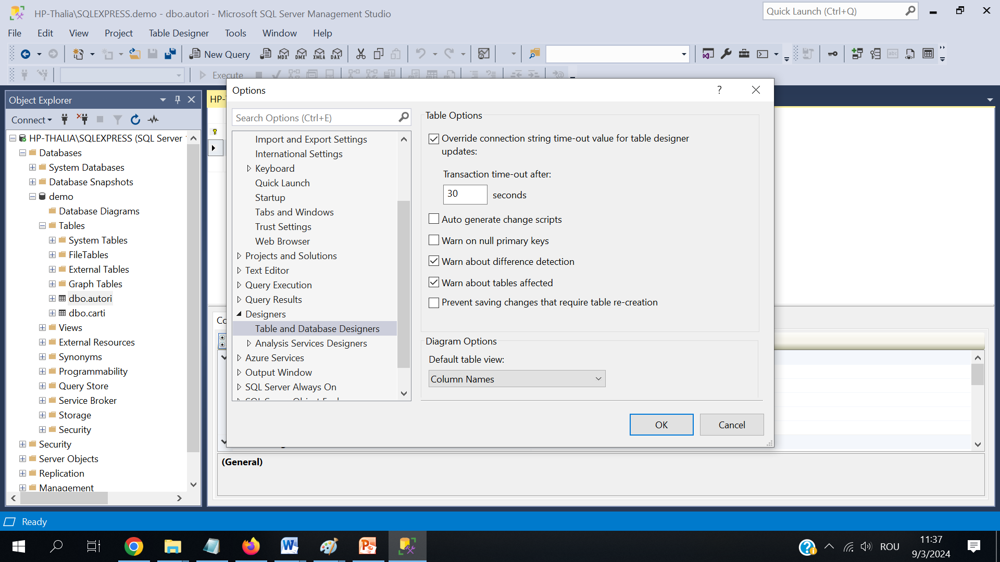 HP-Thalia\SQLEXPRESS.demo - dbo.autori - Microsoft SQL Server Management Studio
Quick Launch (Ctrl+Q)
File Edit View Project Table Designer Tools Window Help
New Query MDX DMX XMLA DAX
Execute
Object Explorer
Connect
HP-THALIA\SQLEXPRESS (SQL Server
Databases
System Databases
Database Snapshots
demo
Database Diagrams
Tables
System Tables
FileTables
External Tables
Graph Tables
dbo.autori
dbo.carti
Views
External Resources
Synonyms
Programmability
Query Store
Service Broker
Storage
Security
Security
Server Objects
Replication
Management
HP-
Co
Options
?
Search Options (Ctrl+E)
Import and Export Settings
International Settings
Keyboard
Quick Launch
Startup
Tabs and Windows
Trust Settings
Web Browser
Projects and Solutions
Text Editor
Query Execution
Query Results
Designers
Table and Database Designers
Analysis Services Designers
Azure Services
Output Window
SQL Server Always On
Table Options
Override connection string time-out value for table designer
updates:
Transaction time-out after:
30 seconds
Auto generate change scripts
Warn on null primary keys
Warn about difference detection
Warn about tables affected
Prevent saving changes that require table re-creation
Diagram Options
Default table view:
Column Names
OK Cancel
(General)
Ready
ROU
11:37
9/3/2024